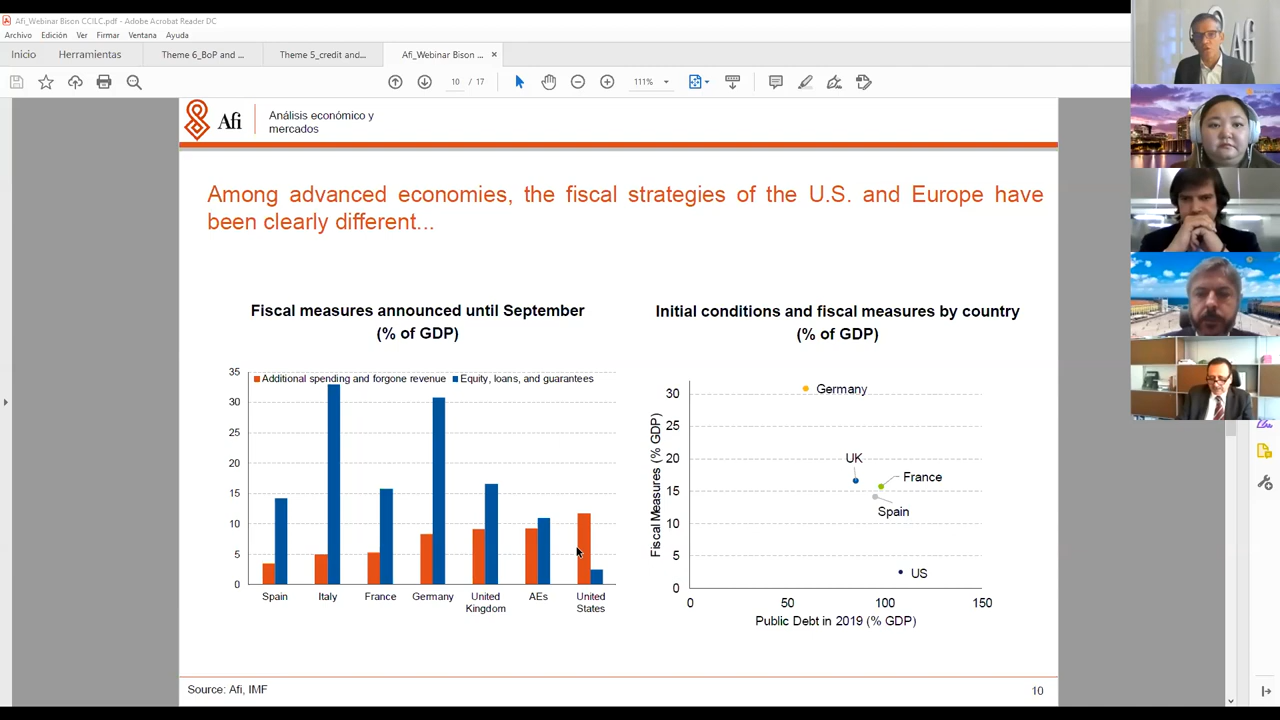 Afi_Webinar Bison CCILC.pdf - Adobe Acrobat Reader DC
Archivo Edición Ver Firmar Ventana Ayuda
Inicio Herramientas Theme 6_BoP and ... Theme 5_credit and... Afi_Webinar Bison ... ×
10 / 17 111%
Afi
Análisis económico y
mercados
Afi
Among advanced economies, the fiscal strategies of the U.S. and Europe have
been clearly different...
Fiscal measures announced until September
(% of GDP)
35
Additional spending and forgone revenue Equity, loans, and guarantees
30
25
20
15
10
5
0
Spain Italy France Germany United Kingdom AEs United States
Initial conditions and fiscal measures by country
(% of GDP)
Fiscal Measures (% GDP)
30
25
20
15
10
5
0
Germany
UK
France
Spain
US
0 50 100 150
Public Debt in 2019 (% GDP)
Source: Afi, IMF
10